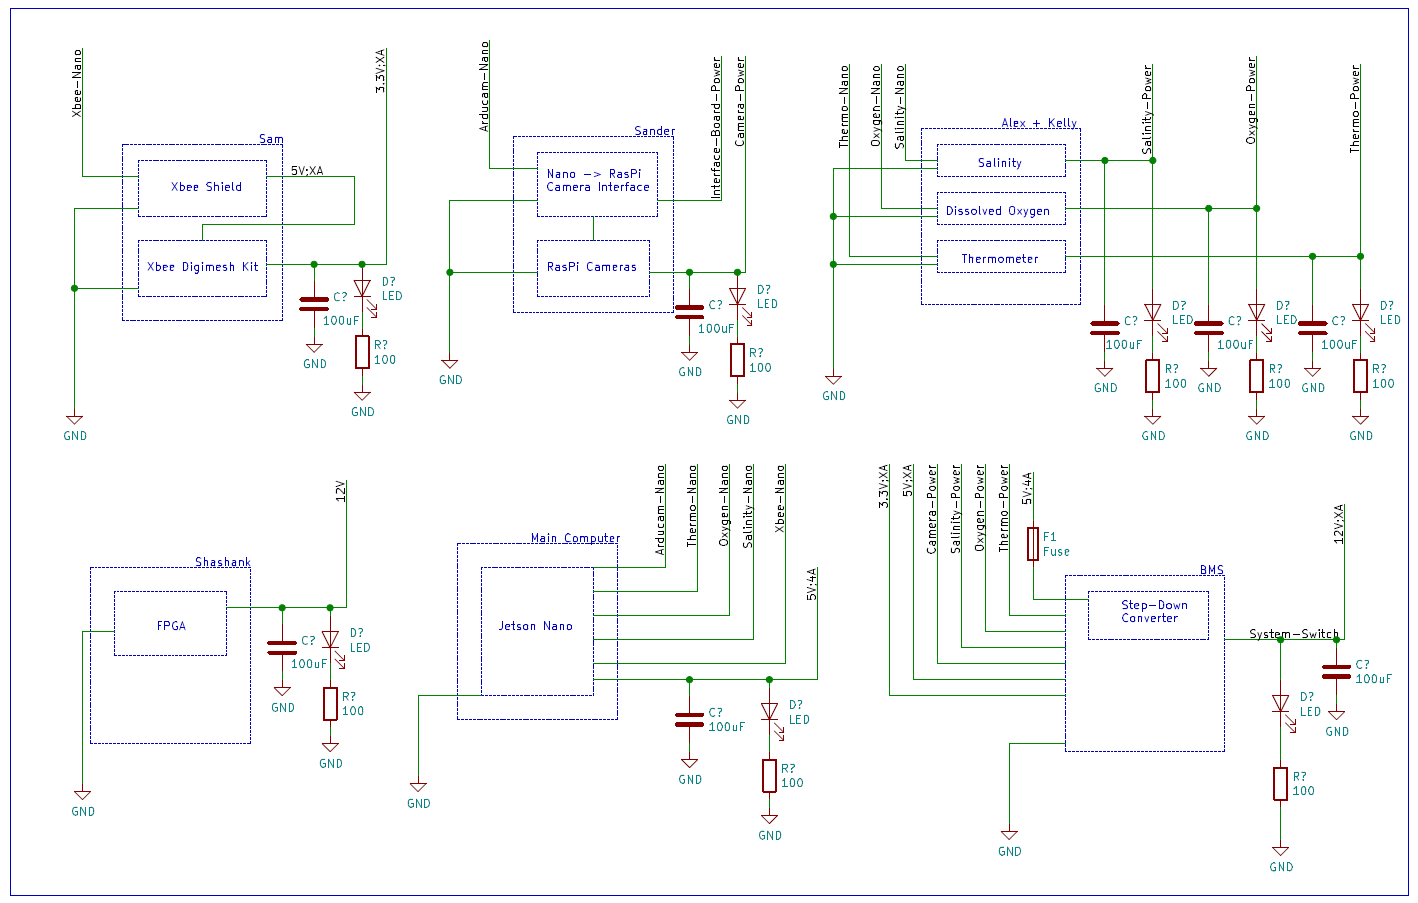 Xbee-Nano
3.3V;XA
Sam
Xbee Shield
5V;XA
Xbee Digimesh Kit
C?
100uF
GND
D?
LED
R?
100
GND
GND
Arducam-Nano
Interface-Board-Power
Camera-Power
Sander
Nano -> RasPi
Camera Interface
RasPi Cameras
C?
100uF
GND
D?
LED
R?
100
GND
GND
Thermo-Nano
Oxygen-Nano
Salinity-Nano
Alex + Kelly
Salinity
Dissolved Oxygen
Thermometer
Salinity-Power
Oxygen-Power
Thermo-Power
C?
100uF
GND
D?
LED
R?
100
GND
C?
100uF
GND
D?
LED
R?
100
GND
C?
100uF
GND
D?
LED
R?
100
GND
GND
12V
Shashank
FPGA
C?
100uF
GND
D?
LED
R?
100
GND
GND
Main Computer
Jetson Nano
Arducam-Nano
Thermo-Nano
Oxygen-Nano
Salinity-Nano
Xbee-Nano
5V;4A
C?
100uF
GND
D?
LED
R?
100
GND
GND
3.3V;XA
5V;XA
Camera-Power
Salinity-Power
Oxygen-Power
Thermo-Power
5V;4A
F1
Fuse
BMS
Step-Down
Converter
12V;XA
System-Switch
C?
100uF
GND
D?
LED
R?
100
GND
GND